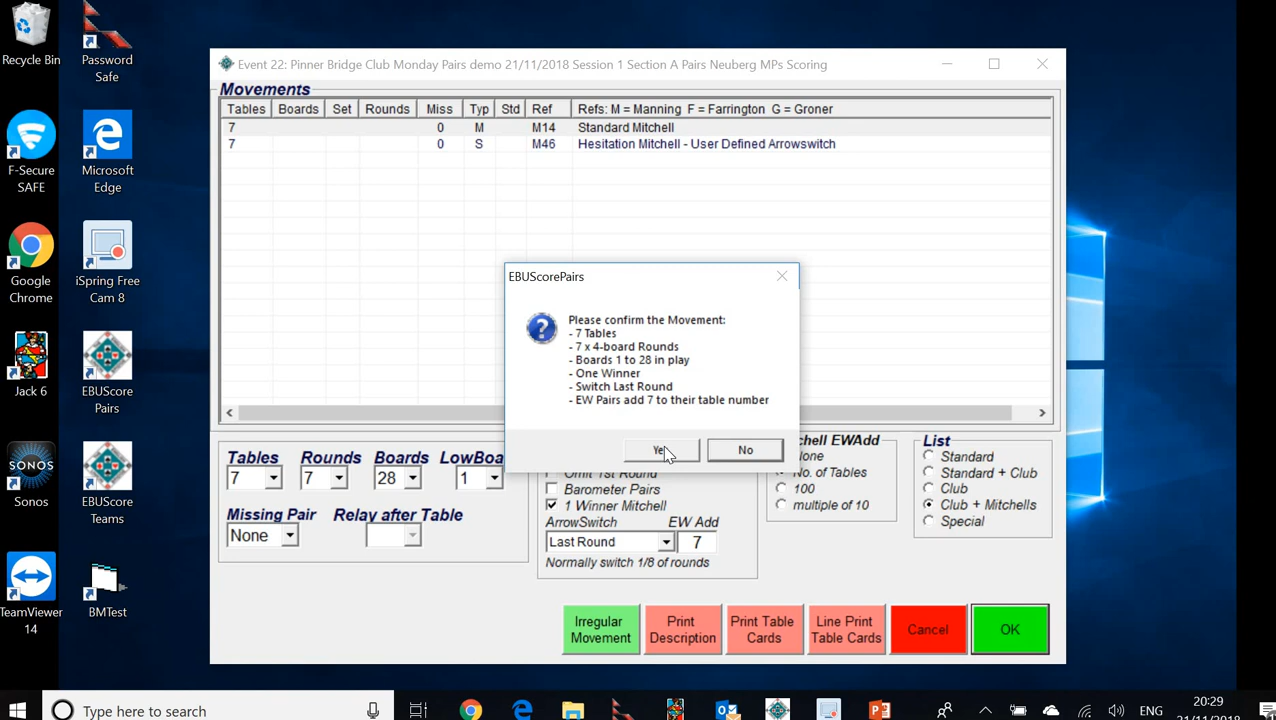 Recycle Bin
Password
Safe
F-Secure
SAFE
Microsoft
Edge
Google
Chrome
iSpring Free
Cam 8
Jack 6
EBUScore
Pairs
SONOS
Sonos
EBUScore
Teams
TeamViewer
14
BMTest
Event 22: Pinner Bridge Club Monday Pairs demo 21/11/2018 Session 1 Section A Pairs Neuberg MPs Scoring
Movements
Tables Boards Set Rounds Miss Typ Std Ref Refs: M = Manning F = Farrington G = Groner
7 0 M M14 Standard Mitchell
7 0 S M46 Hesitation Mitchell - User Defined Arrowswitch
EBUScorePairs
Please confirm the Movement:
- 7 Tables
- 7 x 4-board Rounds
- Boards 1 to 28 in play
- One Winner
- Switch Last Round
- EW Pairs add 7 to their table number
No
Tables Rounds Boards
7 7 28 1
Missing Pair Relay after Table
None
Omit 1st Round
Barometer Pairs
1 Winner Mitchell
ArrowSwitch EW Add
Last Round 7
Normally switch 1/8 of rounds
EWAdd
No. of Tables
100
multiple of 10
List
Standard
Standard + Club
Club
Club + Mitchells
Special
Irregular
Movement
Print
Description
Print Table
Cards
Line Print
Table Cards
Cancel
OK
Type here to search
ENG
20:29